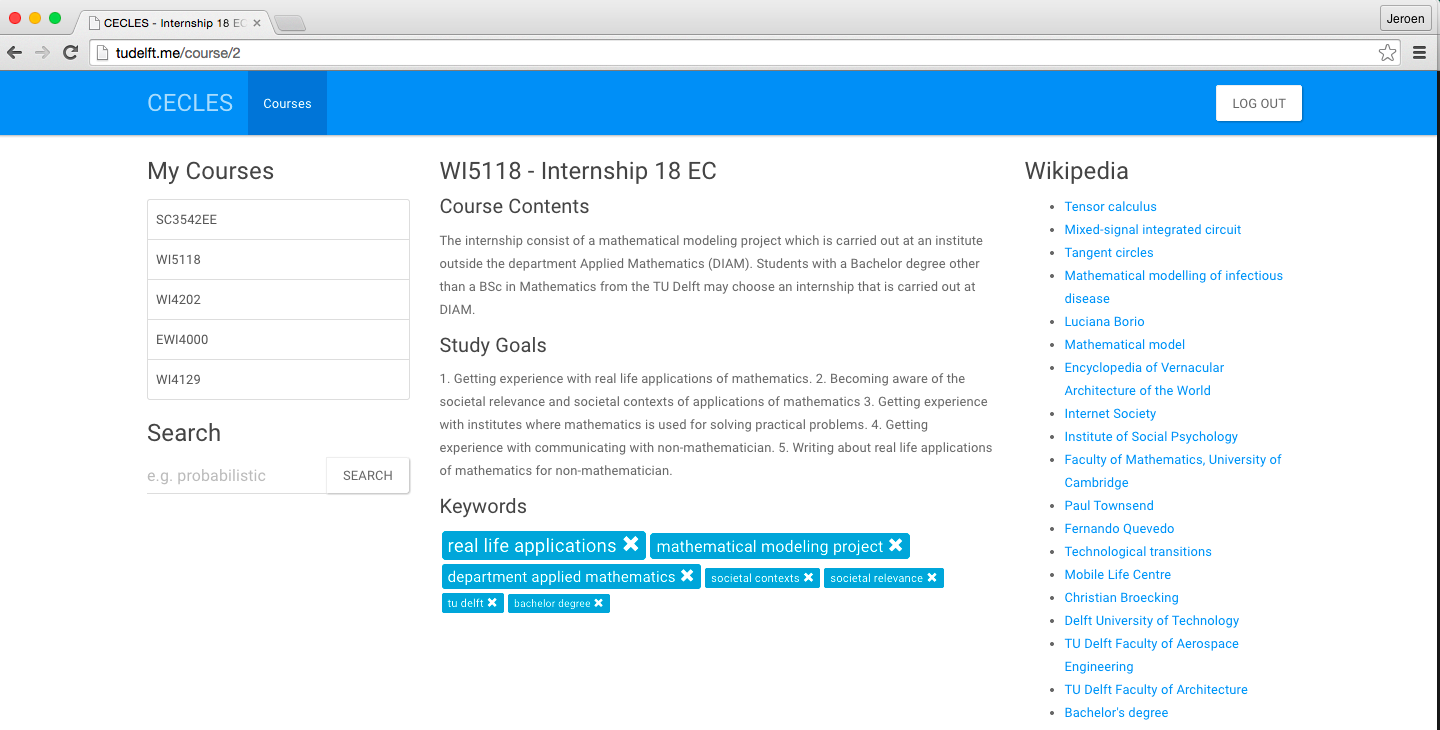 CECLES - Internship 18 EC
Jeroen
tudelft.me/course/2
CECLES
Courses
LOG OUT
My Courses
SC3542EE
WI5118
WI4202
EWI4000
WI4129
Search
e.g. probabilistic
SEARCH
WI5118 - Internship 18 EC
Course Contents
The internship consist of a mathematical modeling project which is carried out at an institute
outside the department Applied Mathematics (DIAM). Students with a Bachelor degree other
than a BSc in Mathematics from the TU Delft may choose an internship that is carried out at
DIAM.
Study Goals
1. Getting experience with real life applications of mathematics. 2. Becoming aware of the
societal relevance and societal contexts of applications of mathematics 3. Getting experience
with institutes where mathematics is used for solving practical problems. 4. Getting
experience with communicating with non-mathematician. 5. Writing about real life applications
of mathematics for non-mathematician.
Keywords
real life applications
mathematical modeling project
department applied mathematics
societal contexts
societal relevance
tu delft
bachelor degree
Wikipedia
Tensor calculus
Mixed-signal integrated circuit
Tangent circles
Mathematical modelling of infectious
disease
Luciana Borio
Mathematical model
Encyclopedia of Vernacular
Architecture of the World
Internet Society
Institute of Social Psychology
Faculty of Mathematics, University of
Cambridge
Paul Townsend
Fernando Quevedo
Technological transitions
Mobile Life Centre
Christian Broecking
Delft University of Technology
TU Delft Faculty of Aerospace
Engineering
TU Delft Faculty of Architecture
Bachelor's degree